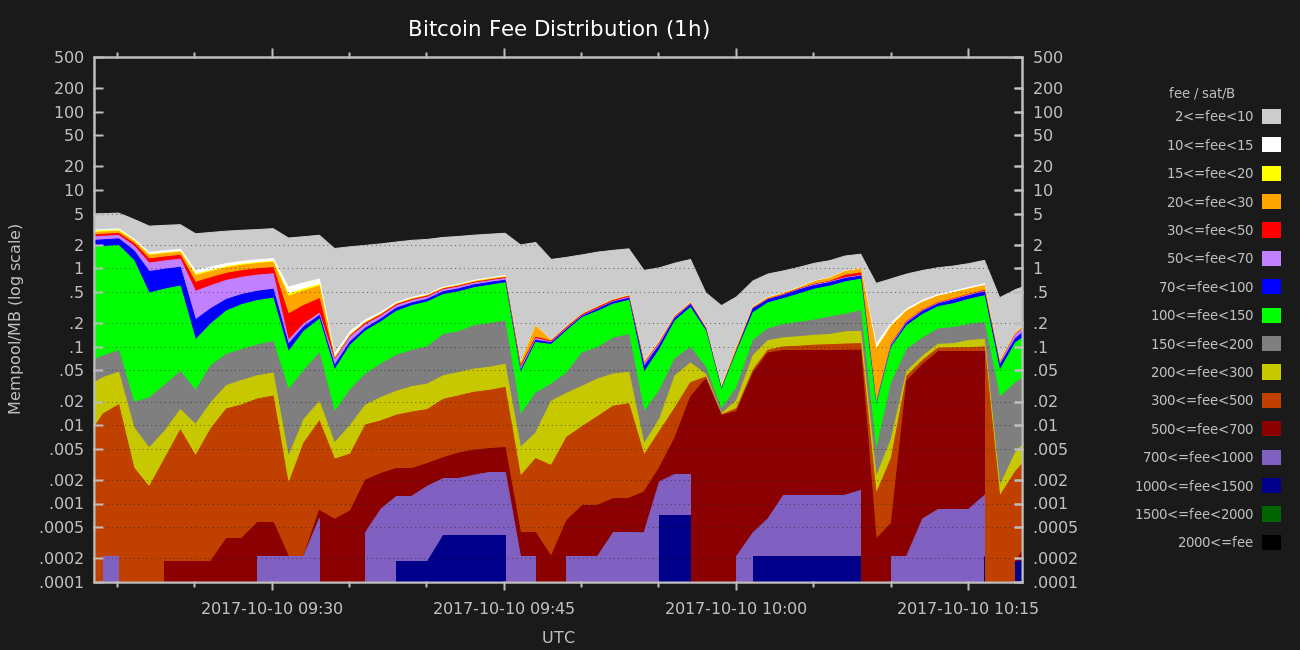 Bitcoin Fee Distribution (1h)
Mempool/MB (log scale)
500
200
100
50
20
10
5
2
1
.5
.2
.1
.05
.02
.01
.005
.002
.001
.0005
.0002
.0001
500
200
100
50
20
10
5
2
1
.5
.2
.1
.05
.02
.01
.005
.002
.001
.0005
.0002
.0001
2017-10-10 09:30
2017-10-10 09:45
2017-10-10 10:00
2017-10-10 10:15
UTC
fee / sat/B
2<=fee<10
10<=fee<15
15<=fee<20
20<=fee<30
30<=fee<50
50<=fee<70
70<=fee<100
100<=fee<150
150<=fee<200
200<=fee<300
300<=fee<500
500<=fee<700
700<=fee<1000
1000<=fee<1500
1500<=fee<2000
2000<=fee